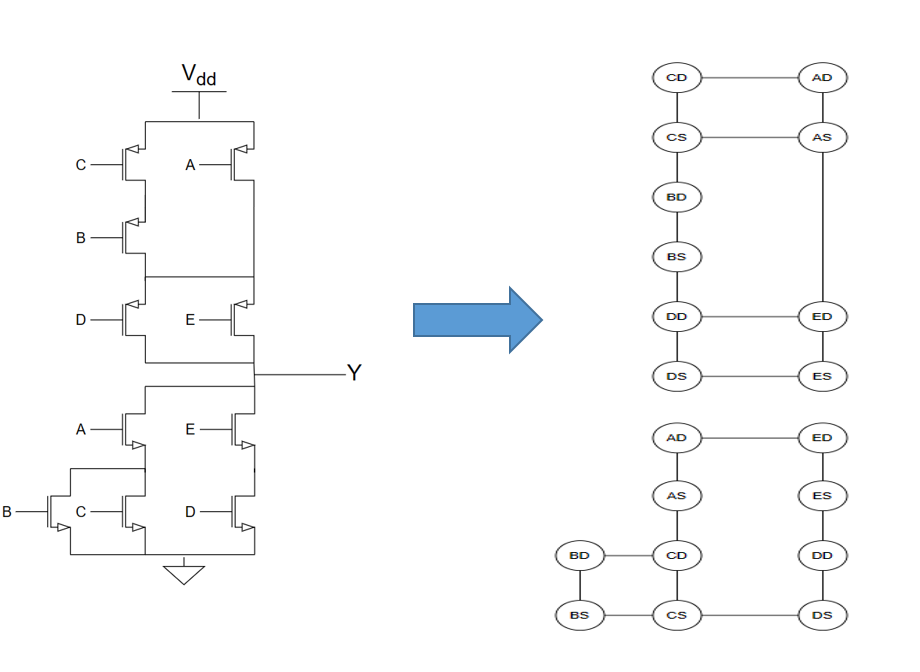 Vdd
C A
B
D E
Y
A E
B C D
CD AD
CS AS
BD
BS
DD ED
DS ES
AD ED
AS ES
BD CD DD
BS CS DS